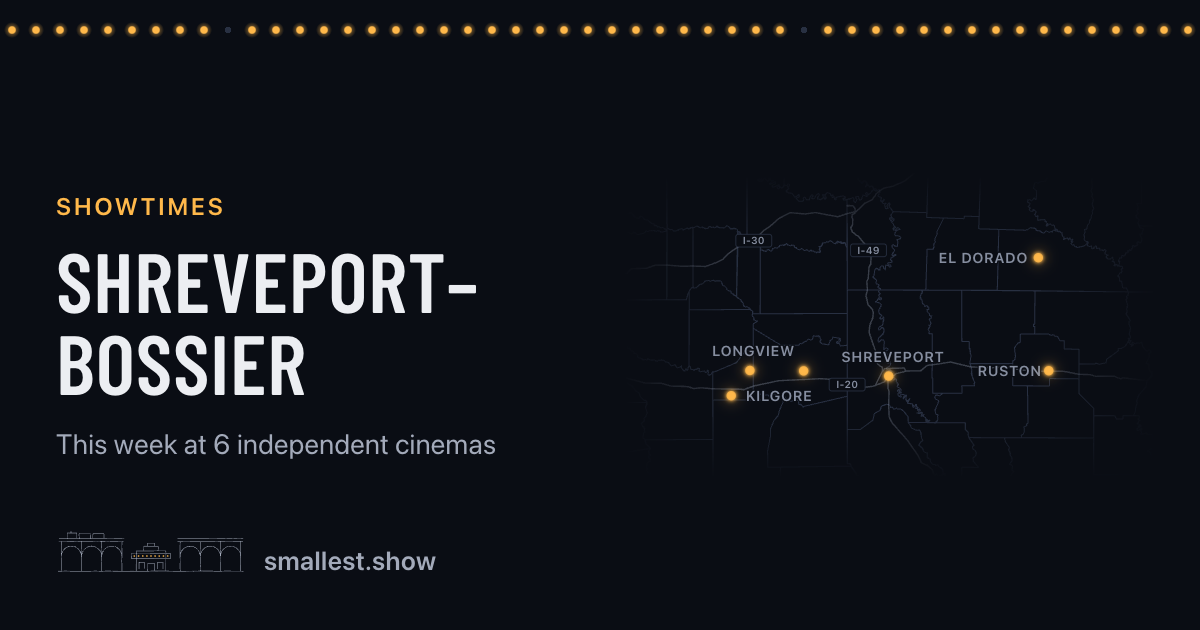 SHOWTIMES
SHREVEPORT–
BOSSIER
This week at 6 independent cinemas
smallest.show
I-30
I-49
EL DORADO
LONGVIEW
SHREVEPORT
RUSTON
I-20
KILGORE